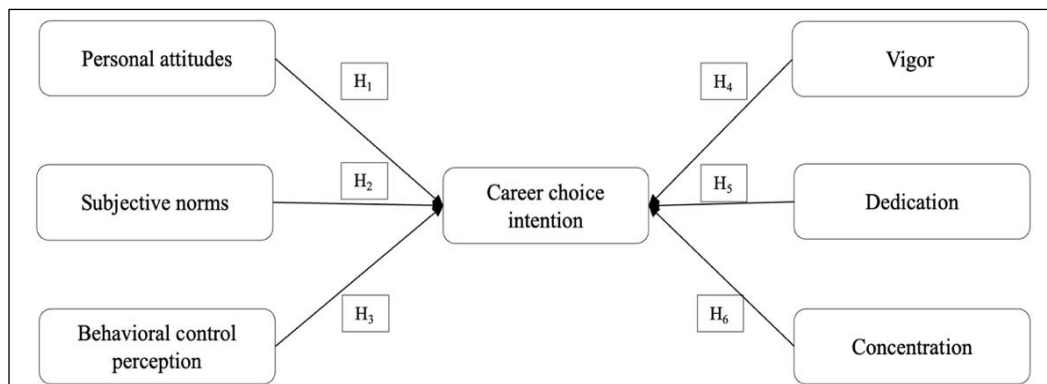 Personal attitudes
H1
H4
Vigor
Subjective norms
H2
Career choice
intention
H5
Dedication
Behavioral control
perception
H3
H6
Concentration